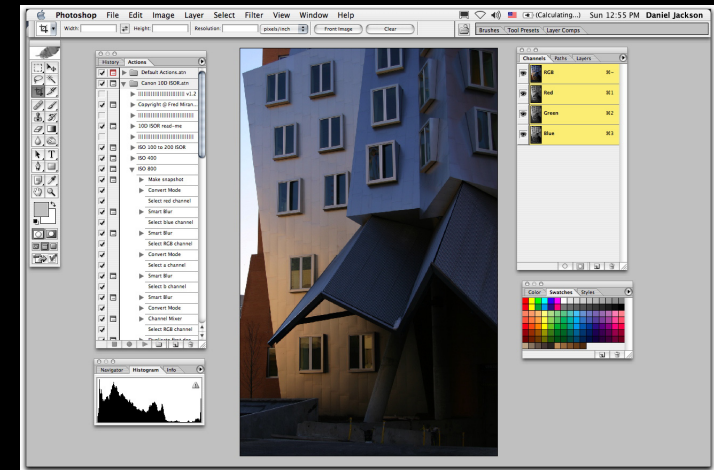 Photoshop File Edit Image Layer Select Filter View Window Help (Calculating...) Sun 12:55 PM Daniel Jackson
Width: Height: Resolution: pixels/inch Front Image Clear Brushes Tool Presets Layer Comps
History Actions
Default Actions.atn
Canon 10D ISOR.atn
v1.2
Copyright @ Fred Miran...
10D ISOR read-me
ISO 100 to 200 ISOR
ISO 400
ISO 800
Make snapshot
Convert Mode
Select red channel
Smart Blur
Select blue channel
Smart Blur
Select RGB channel
Convert Mode
Select a channel
Smart Blur
Select b channel
Smart Blur
Convert Mode
Channel Mixer
Select RGB channel
Navigator Histogram Info
Channels Paths Layers
RGB ⌘~
Red ⌘1
Green ⌘2
Blue ⌘3
Color Swatches Styles